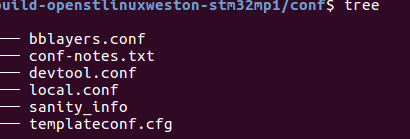 build-openstlinuxweston-stm32mp1/conf$ tree
── bblayers.conf
── conf-notes.txt
── devtool.conf
── local.conf
── sanity_info
── templateconf.cfg